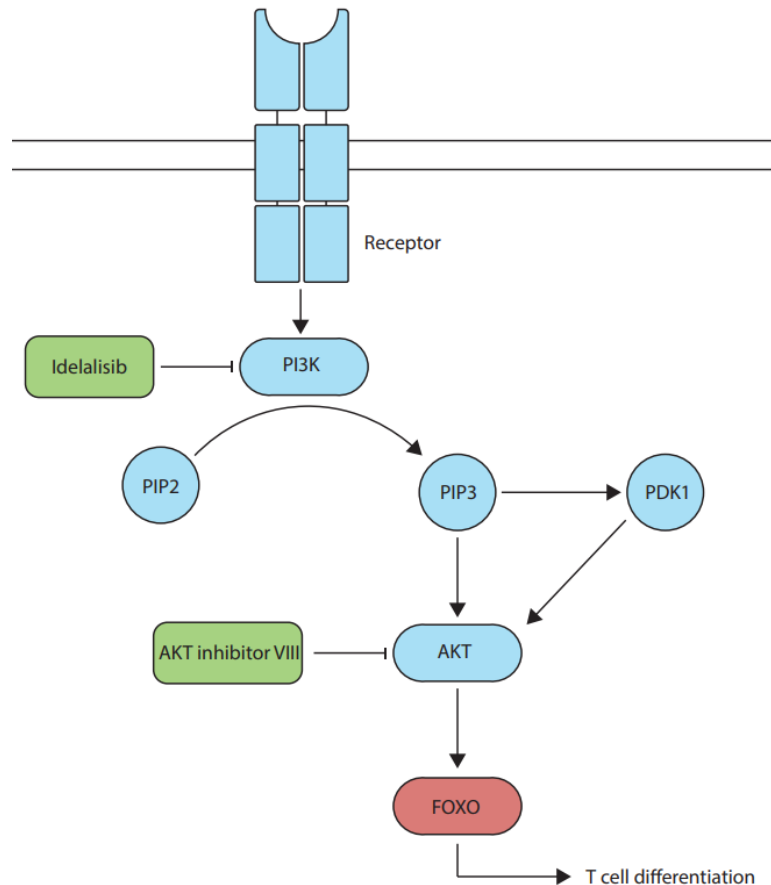 Receptor
Idelalisib
PI3K
PIP2
PIP3
PDK1
AKT inhibitor VIII
AKT
FOXO
T cell differentiation